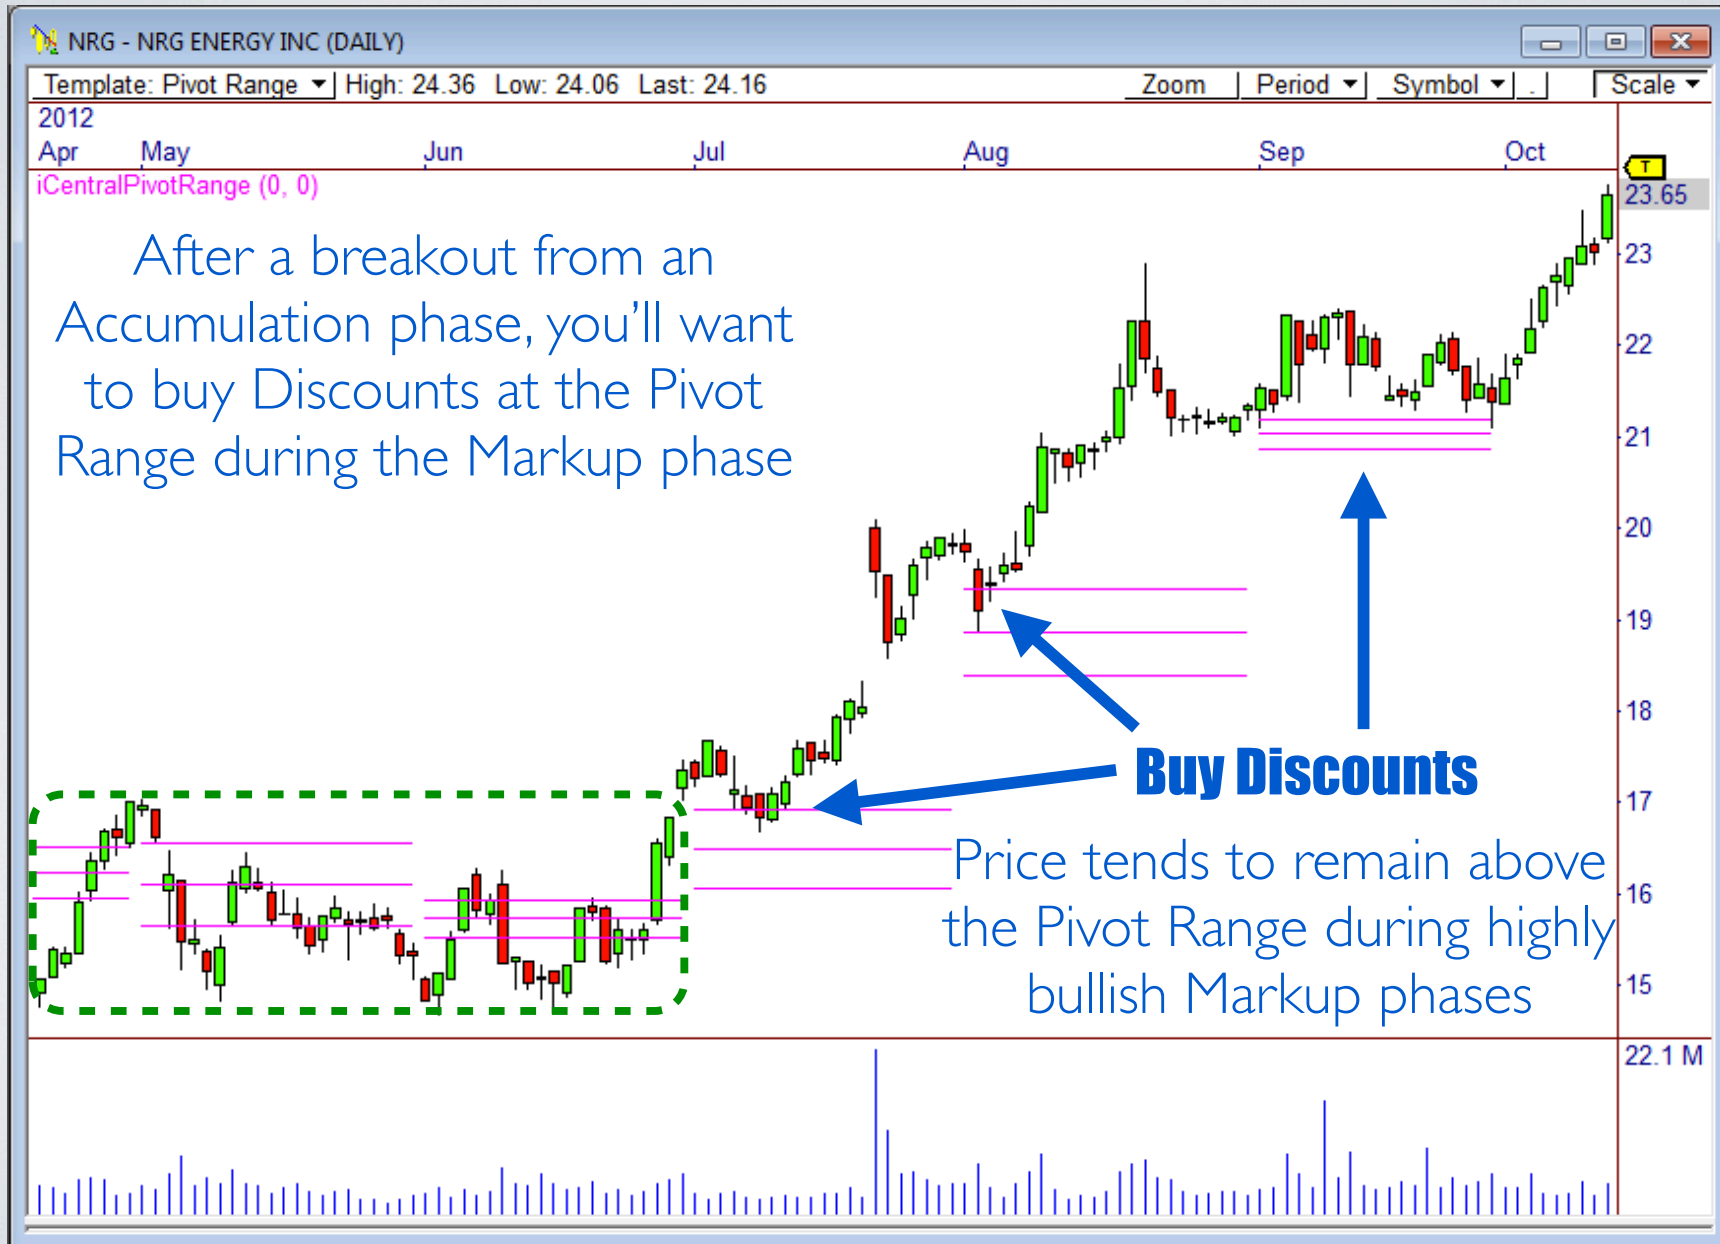 NRG - NRG ENERGY INC (DAILY)
Template: Pivot Range High: 24.36 Low: 24.06 Last: 24.16 Zoom Period Symbol . Scale
2012
Apr May Jun Jul Aug Sep Oct
T
iCentralPivotRange (0, 0)
23.65
After a breakout from an
Accumulation phase, you'll want
to buy Discounts at the Pivot
Range during the Markup phase
23
22
21
20
19
18
Buy Discounts
17
Price tends to remain above
the Pivot Range during highly
bullish Markup phases
16
15
22.1 M